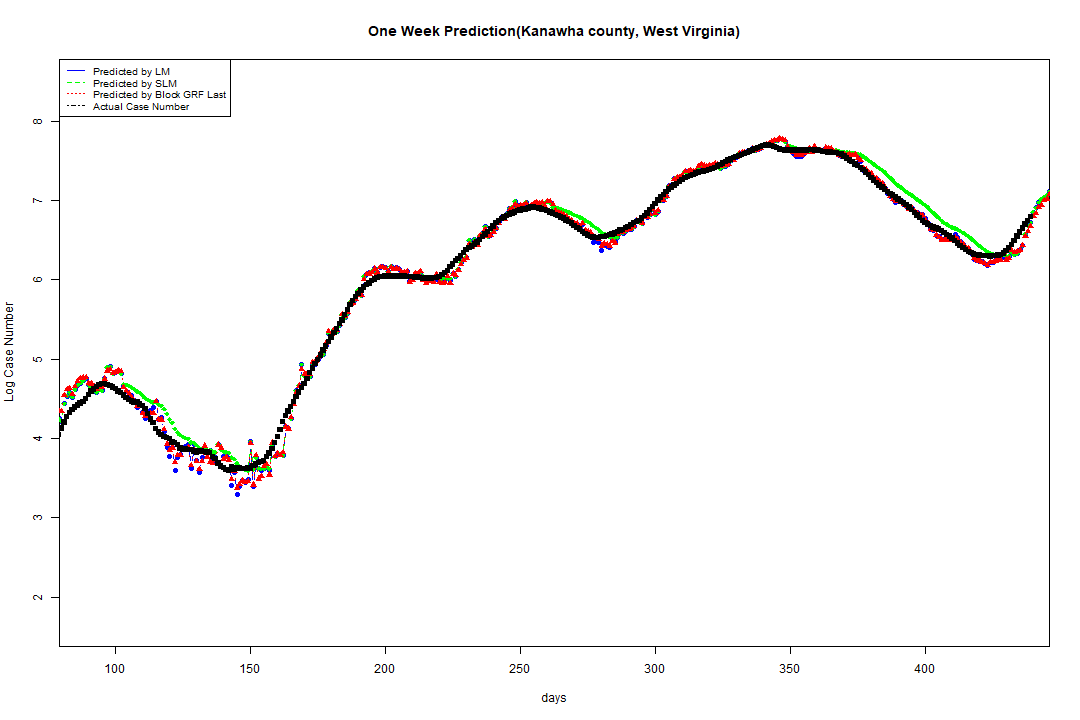 One Week Prediction(Kanawha county, West Virginia)
Predicted by LM
Predicted by SLM
Predicted by Block GRF Last
Actual Case Number
8
7
6
5
4
3
2
Log Case Number
100 150 200 250 300 350 400
days